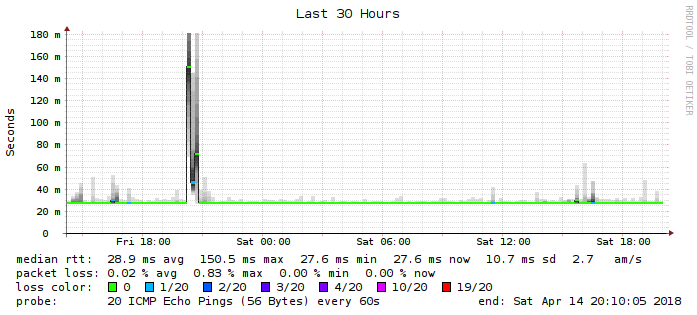 Last 30 Hours
RRDTOOL / TOBI OETIKER
Seconds
180 m
160 m
140 m
120 m
100 m
80 m
60 m
40 m
20 m
0
Fri 18:00 Sat 00:00 Sat 06:00 Sat 12:00 Sat 18:00
median rtt: 28.9 ms avg 150.5 ms max 27.6 ms min 27.6 ms now 10.7 ms sd 2.7 am/s
packet loss: 0.02 % avg 0.83 % max 0.00 % min 0.00 % now
loss color: 0 1/20 2/20 3/20 4/20 10/20 19/20
probe: 20 ICMP Echo Pings (56 Bytes) every 60s end: Sat Apr 14 20:10:05 2018